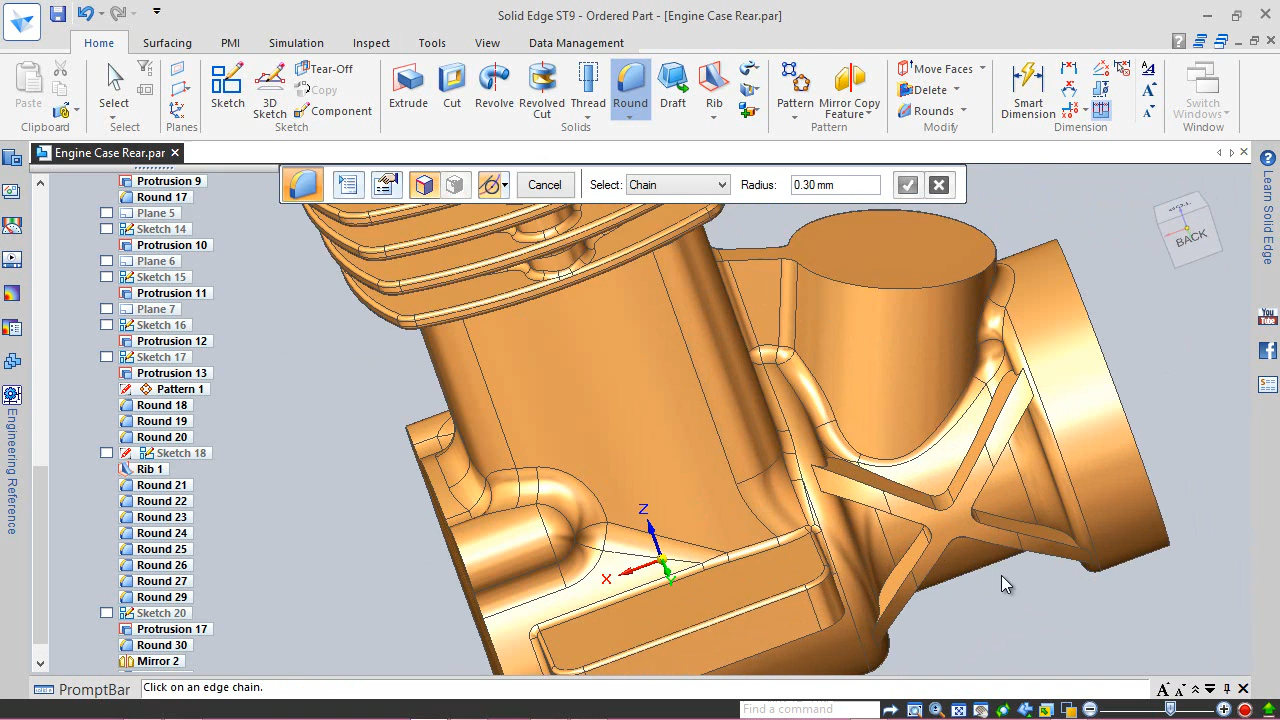 Solid Edge ST9 - Ordered Part - [Engine Case Rear.par]
Home Surfacing PMI Simulation Inspect Tools View Data Management
Paste
Clipboard
Select
Select
Planes
Sketch
3D Sketch
Tear-Off
Copy
Component
Sketch
Extrude
Cut
Revolve
Revolved Cut
Thread
Round
Draft
Rib
Solids
Pattern
Mirror Copy Feature
Pattern
Move Faces
Delete
Rounds
Modify
Smart Dimension
Dimension
Switch Windows
Window
Engine Case Rear.par
Cancel Select: Chain Radius: 0.30 mm
Protrusion 9
Round 17
Plane 5
Sketch 14
Protrusion 10
Plane 6
Sketch 15
Protrusion 11
Plane 7
Sketch 16
Protrusion 12
Sketch 17
Protrusion 13
Pattern 1
Round 18
Round 19
Round 20
Sketch 18
Rib 1
Round 21
Round 22
Round 23
Round 24
Round 25
Round 26
Round 27
Round 29
Sketch 20
Protrusion 17
Round 30
Mirror 2
Engineering Reference
BACK
Z
X
Y
Learn Solid Edge
You Tube
PromptBar
Click on an edge chain.
Find a command